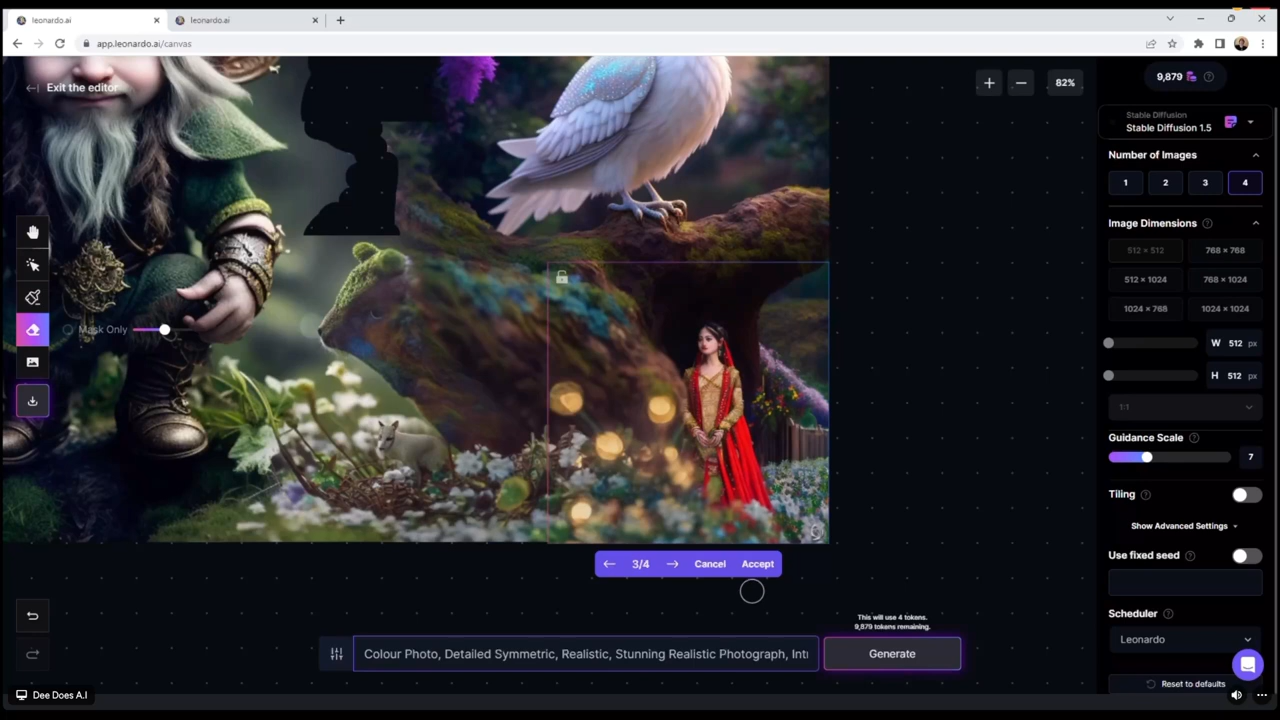 leonardo.ai
leonardo.ai
app.leonardo.ai/canvas
Exit the editor
82%
9,879
Stable Diffusion
Stable Diffusion 1.5
Number of Images
1 2 3 4
Image Dimensions
512 × 512 768 × 768
512 × 1024 768 × 1024
1024 × 768 1024 × 1024
W 512 px
H 512 px
1:1
Guidance Scale
7
Tiling
Show Advanced Settings
Use fixed seed
Scheduler
Leonardo
Reset to defaults
Mask Only
3/4 Cancel Accept
This will use 4 tokens.
9,879 tokens remaining.
Colour Photo, Detailed Symmetric, Realistic, Stunning Realistic Photograph, Int
Generate
Dee Does A.I